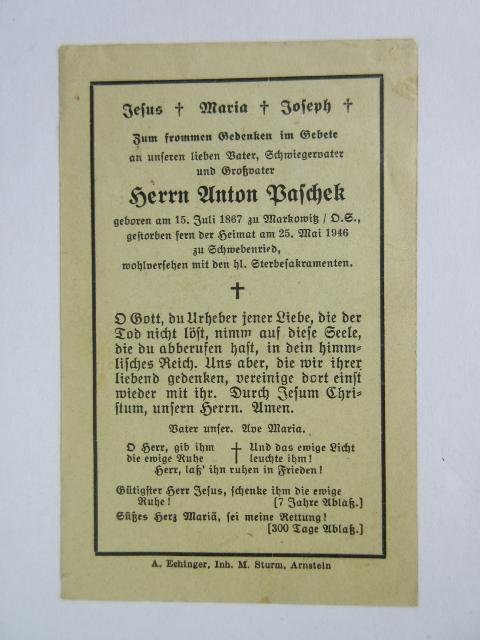 Jesus † Maria † Joseph †
Zum frommen Gedenken im Gebete
an unseren lieben Vater, Schwiegervater
und Großvater
Herrn Anton Paschek
geboren am 15. Juli 1867 zu Markowitz / O.S.,
gestorben fern der Heimat am 25. Mai 1946
zu Schwebenried,
wohlversehen mit den hl. Sterbesakramenten.
†
O Gott, du Urheber jener Liebe, die der
Tod nicht löst, nimm auf diese Seele,
die du abberufen hast, in dein himm-
lisches Reich. Uns aber, die wir ihrer
liebend gedenken, vereinige dort einst
wieder mit ihr. Durch Jesum Chri-
stum, unsern Herrn. Amen.
Vater unser. Ave Maria.
O Herr, gib ihm † Und das ewige Licht
die ewige Ruhe leuchte ihm!
Herr, laß' ihn ruhen in Frieden!
Gütigster Herr Jesus, schenke ihm die ewige
Ruhe! [7 Jahre Ablaß.]
Süßes Herz Mariä, sei meine Rettung!
[300 Tage Ablaß.]
A. Echinger, Inh. M. Sturm, Arnstein